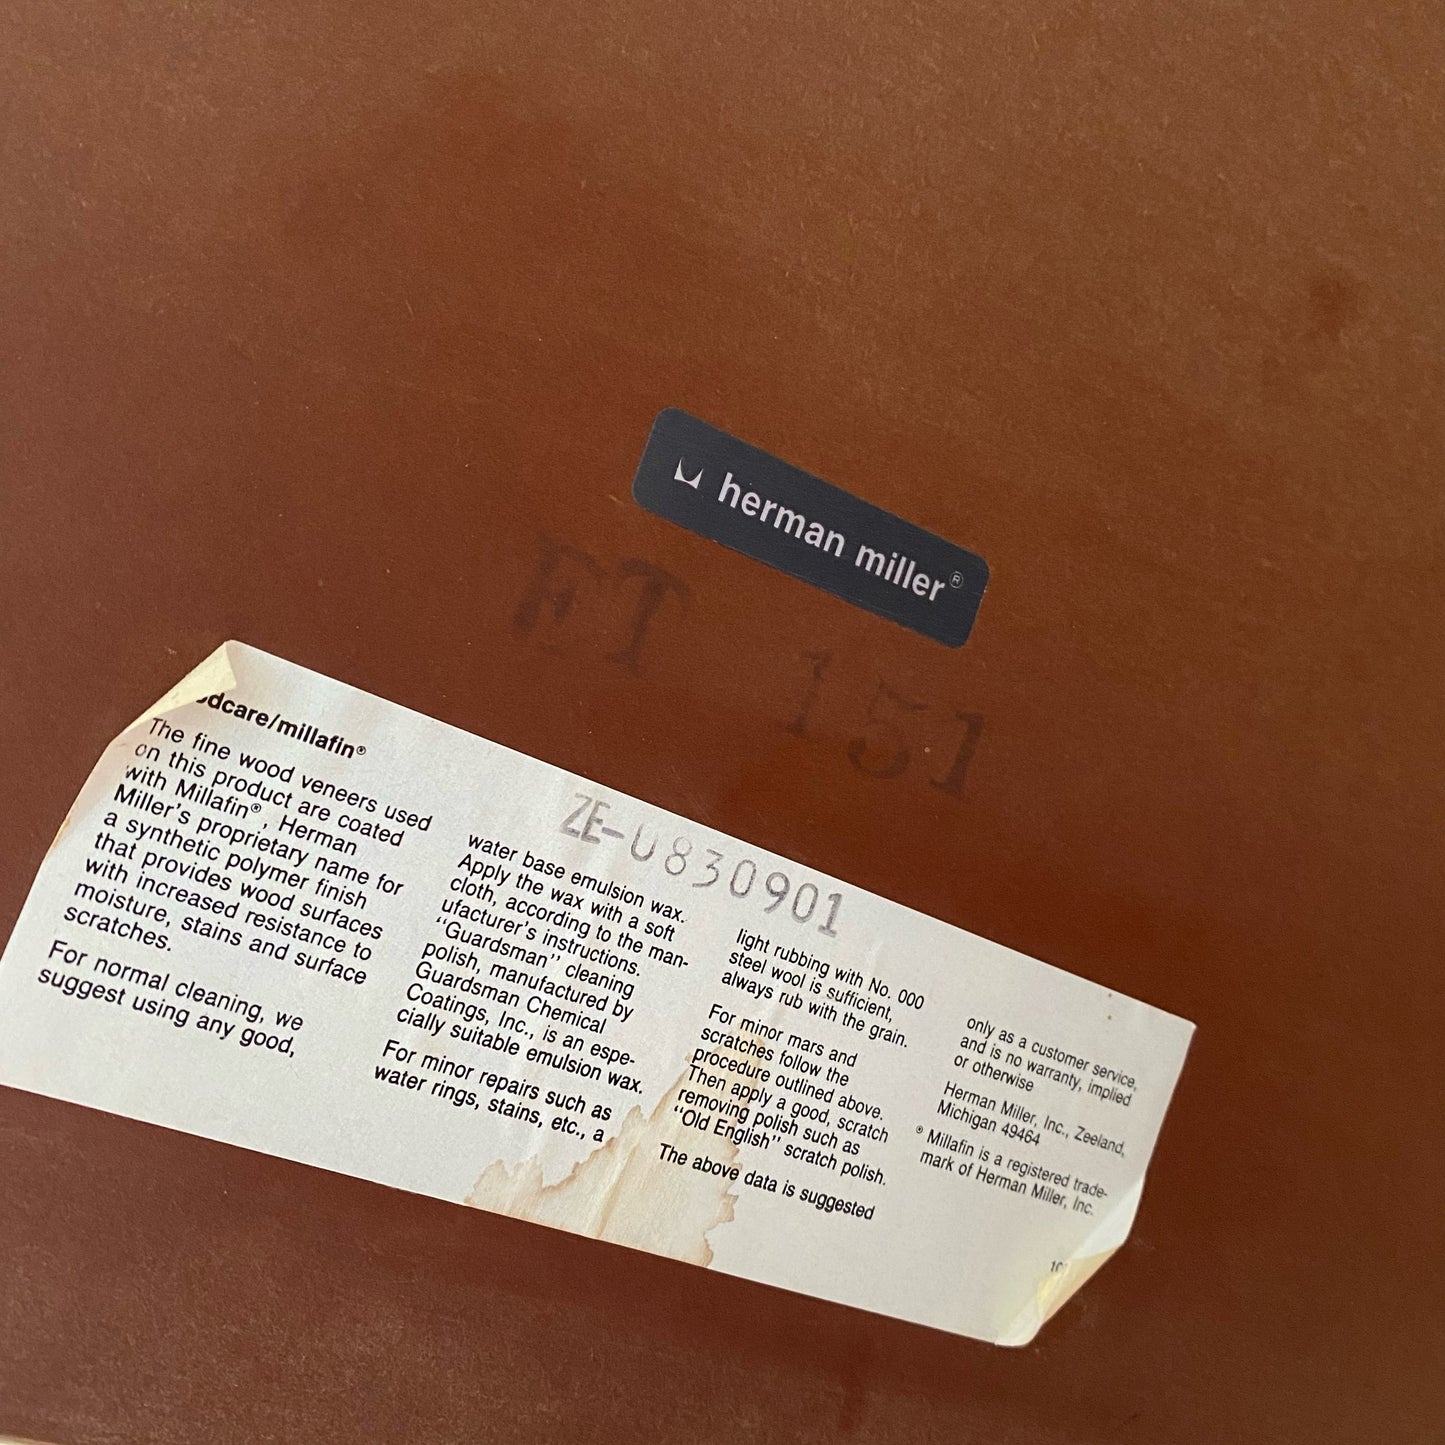 herman miller®
FT 151
dcare/millafin®
The fine wood veneers used
on this product are coated
with Millafin®, Herman
Miller's proprietary name for
a synthetic polymer finish
that provides wood surfaces
with increased resistance to
moisture, stains and surface
scratches.
For normal cleaning, we
suggest using any good,
ZE-0830901
water base emulsion wax.
Apply the wax with a soft
cloth, according to the man-
ufacturer's instructions.
"Guardsman" cleaning
polish, manufactured by
Guardsman Chemical
Coatings, Inc., is an espe-
cially suitable emulsion wax.
For minor repairs such as
water rings, stains, etc., a
light rubbing with No. 000
steel wool is sufficient,
always rub with the grain.
For minor mars and
scratches follow the
procedure outlined above.
Then apply a good, scratch
removing polish such as
"Old English" scratch polish.
The above data is suggested
only as a customer service,
and is no warranty, implied
or otherwise
Herman Miller, Inc., Zeeland,
Michigan 49464
® Millafin is a registered trade-
mark of Herman Miller, Inc.